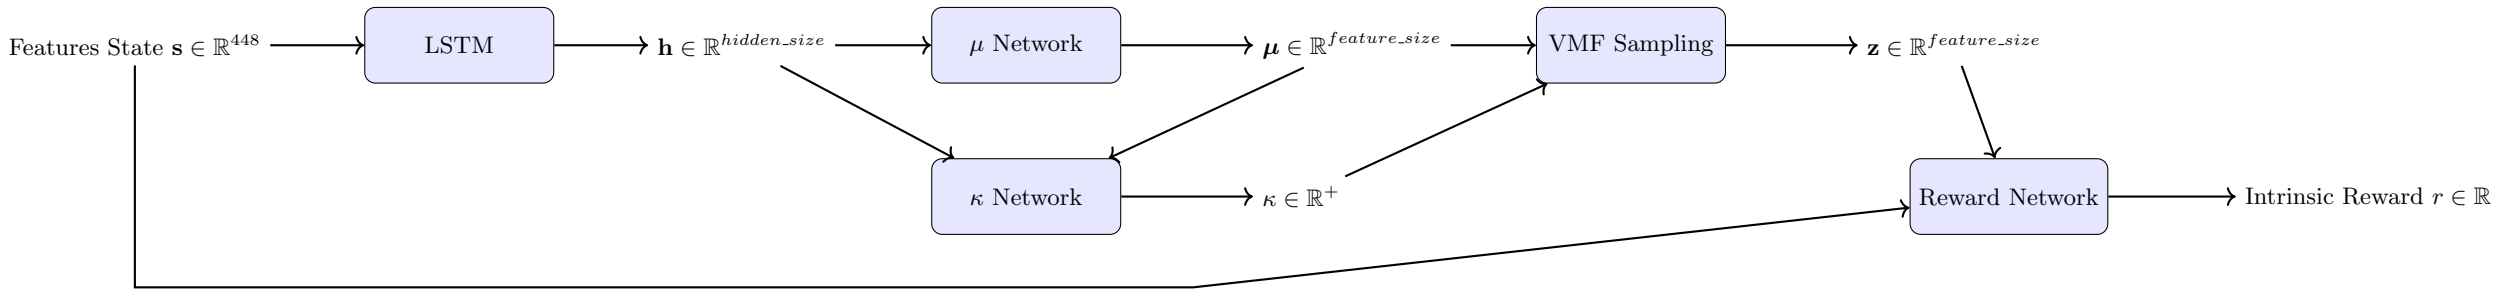 Features State s ∈ ℝ^448
LSTM
h ∈ ℝ^hidden_size
μ Network
μ ∈ ℝ^feature_size
VMF Sampling
z ∈ ℝ^feature_size
κ Network
κ ∈ ℝ^+
Reward Network
Intrinsic Reward r ∈ ℝ